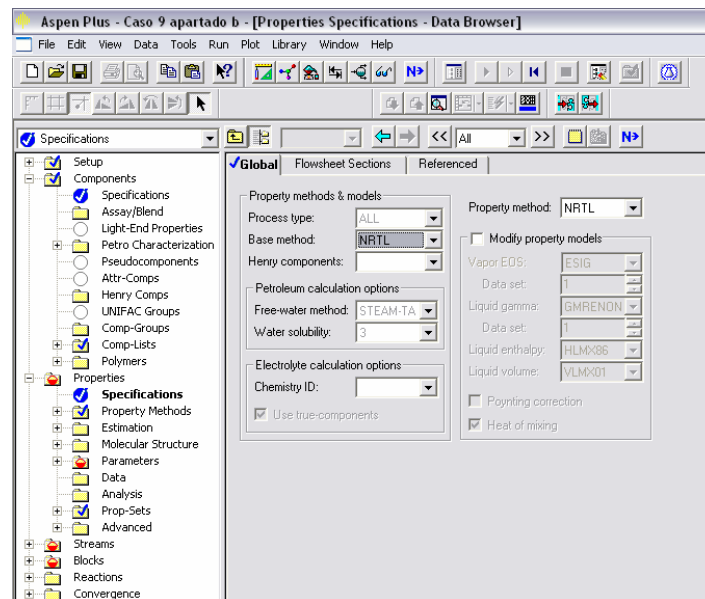 Aspen Plus - Caso 9 apartado b - [Properties Specifications - Data Browser]
File Edit View Data Tools Run Plot Library Window Help
N>
Specifications
All
<< >> N>
Setup
Components
Specifications
Assay/Blend
Light-End Properties
Petro Characterization
Pseudocomponents
Attr-Comps
Henry Comps
UNIFAC Groups
Comp-Groups
Comp-Lists
Polymers
Properties
Specifications
Property Methods
Estimation
Molecular Structure
Parameters
Data
Analysis
Prop-Sets
Advanced
Streams
Blocks
Reactions
Convergence
Global Flowsheet Sections Referenced
Property methods & models
Process type: ALL
Base method: NRTL
Henry components:
Petroleum calculation options
Free-water method: STEAM-TA
Water solubility: 3
Electrolyte calculation options
Chemistry ID:
Use true-components
Property method: NRTL
Modify property models
Vapor EOS: ESIG
Data set: 1
Liquid gamma: GMRENON
Data set: 1
Liquid enthalpy: HLMX86
Liquid volume: VLMX01
Poynting correction
Heat of mixing